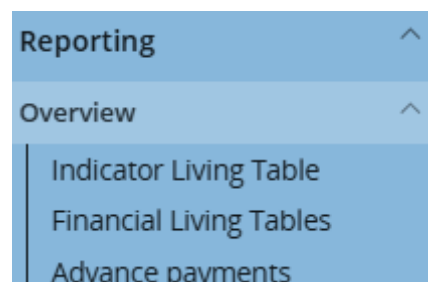 Reporting
Overview
Indicator Living Table
Financial Living Tables
Advance payments